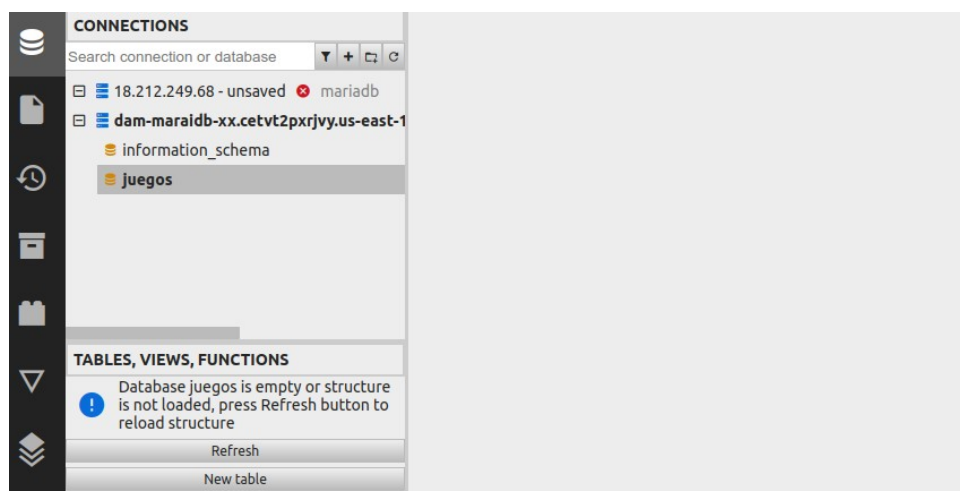 CONNECTIONS
Search connection or database
18.212.249.68 - unsaved mariadb
dam-maraidb-xx.cetvt2pxrjvy.us-east-1
information_schema
juegos
TABLES, VIEWS, FUNCTIONS
Database juegos is empty or structure
is not loaded, press Refresh button to
reload structure
Refresh
New table